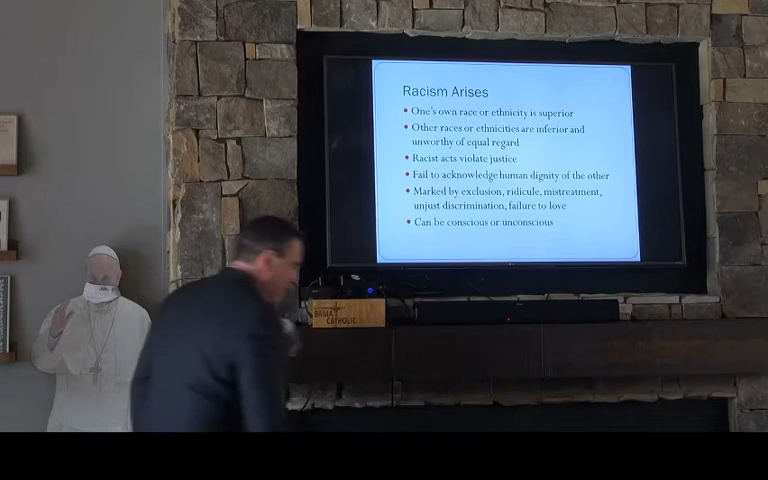 Racism Arises
• One's own race or ethnicity is superior
• Other races or ethnicities are inferior and
unworthy of equal regard
• Racist acts violate justice
• Fail to acknowledge human dignity of the other
• Marked by exclusion, ridicule, mistreatment,
unjust discrimination, failure to love
• Can be conscious or unconscious
BAMA
CATHOLIC